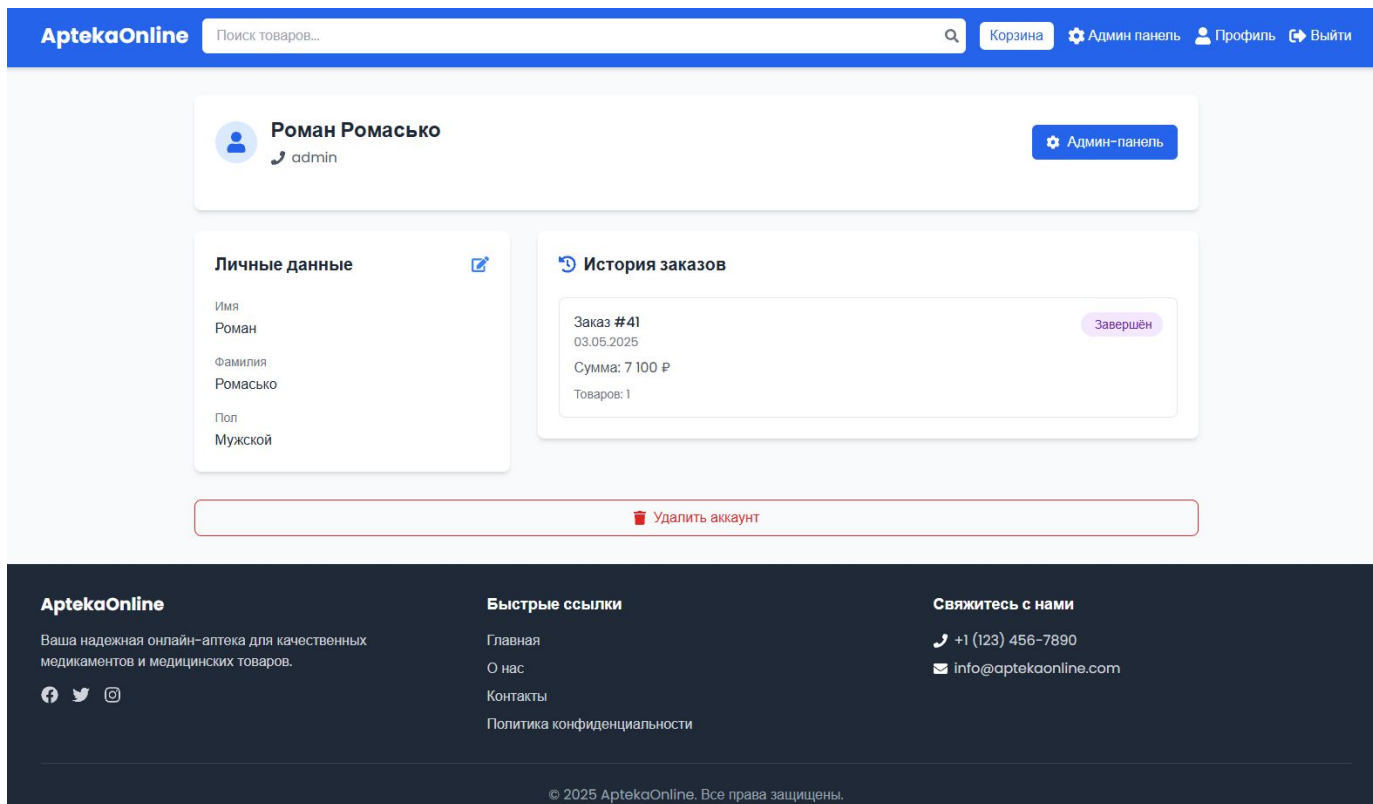 AptekaOnline
Поиск товаров...
Корзина
Админ панель
Профиль
Выйти
Роман Ромасько
admin
Админ-панель
Личные данные
Имя
Роман
Фамилия
Ромасько
Пол
Мужской
История заказов
Заказ #41
Завершён
03.05.2025
Сумма: 7 100 ₽
Товаров: 1
Удалить аккаунт
AptekaOnline
Ваша надежная онлайн-аптека для качественных
медикаментов и медицинских товаров.
Быстрые ссылки
Главная
О нас
Контакты
Политика конфиденциальности
Свяжитесь с нами
+1 (123) 456-7890
info@aptekaonline.com
© 2025 AptekaOnline. Все права защищены.